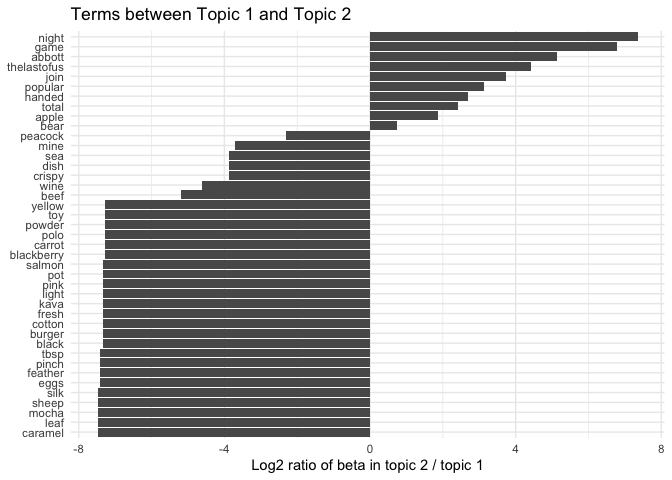 Terms between Topic 1 and Topic 2
night
game
abbott
thelastofus
join
popular
handed
total
apple
bear
peacock
mine
sea
dish
crispy
wine
beef
yellow
toy
powder
polo
carrot
blackberry
salmon
pot
pink
light
kava
fresh
cotton
burger
black
tbsp
pinch
feather
eggs
silk
sheep
mocha
leaf
caramel
-8 -4 0 4 8
Log2 ratio of beta in topic 2 / topic 1